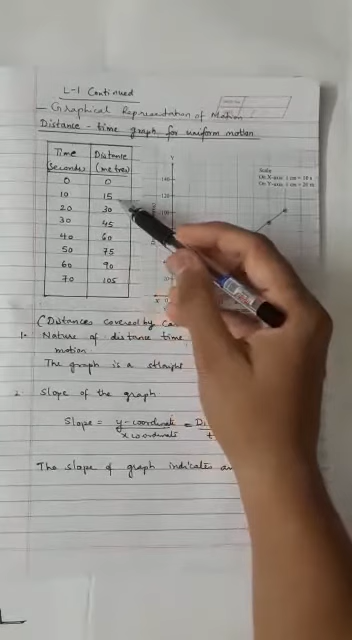 L-1 Continued
Graphical Representation of Motion
Distance - time graph for uniform motion
Time (Seconds) Distance (metres)
0 0
10 15
20 30
30 45
40 60
50 75
60 90
70 105
Y
Scale
On X-axis: 1 cm = 10 s
On Y-axis: 1 cm = 20 m
140
120
X
(Distances covered by
1. Nature of distance time
motion
The graph is a straight
2. Slope of the graph
Slope = y-coordinate / x coordinate =
The slope of graph indicates